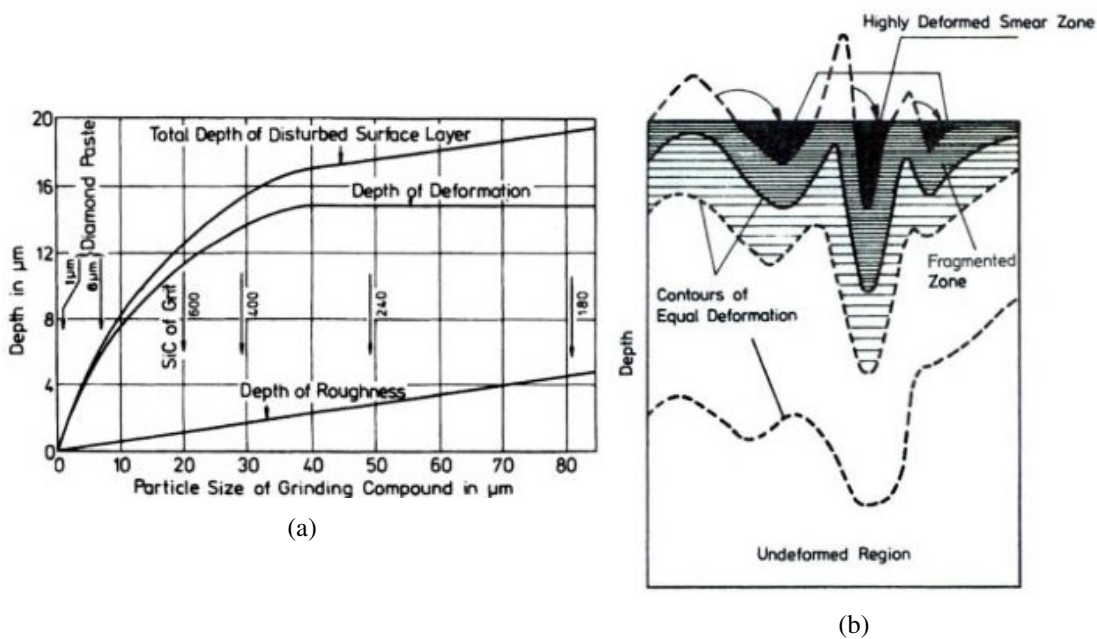 20
16
12
8
4
0
Depth in µm
Total Depth of Disturbed Surface Layer
Depth of Deformation
Depth of Roughness
1µm
6µm
Diamond Paste
SiC of Grit
600
400
240
180
0 10 20 30 40 50 60 70 80
Particle Size of Grinding Compound in µm
(a)
Highly Deformed Smear Zone
Fragmented
Zone
Contours of
Equal Deformation
Depth
Undeformed Region
(b)